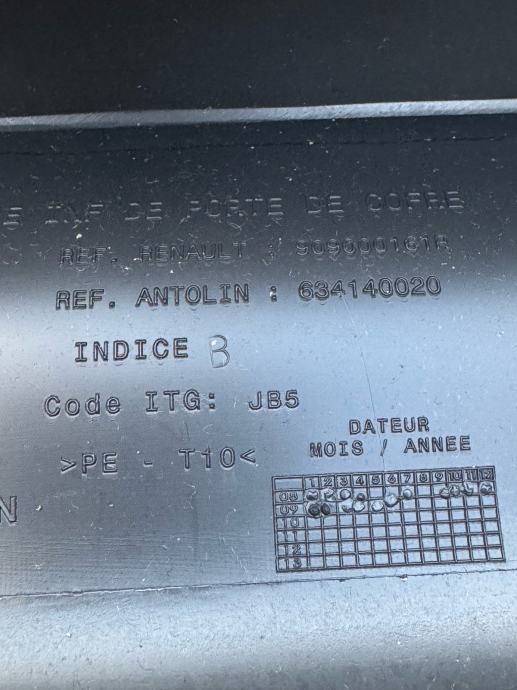 INF DE PORTE DE COFRE
REF. RENAULT : 909000161R
REF. ANTOLIN : 634140020
INDICE B
Code ITG: JB5
>PE - T10<
DATEUR
MOIS / ANNEE
1 2 3 4 5 6 7 8 9 10 11 12
08
09
10
11
12
13
N